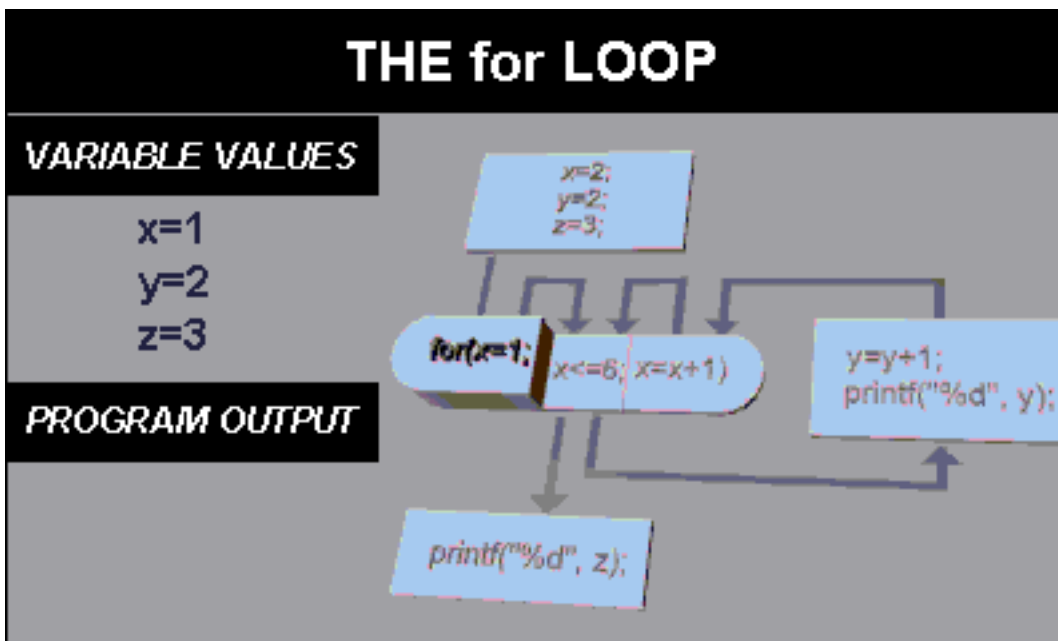 THE for LOOP
VARIABLE VALUES
x=1
y=2
z=3
PROGRAM OUTPUT
x=2;
y=2;
z=3;
for(x=1; x<=6; x=x+1)
y=y+1;
printf("%d", y);
printf("%d", z);